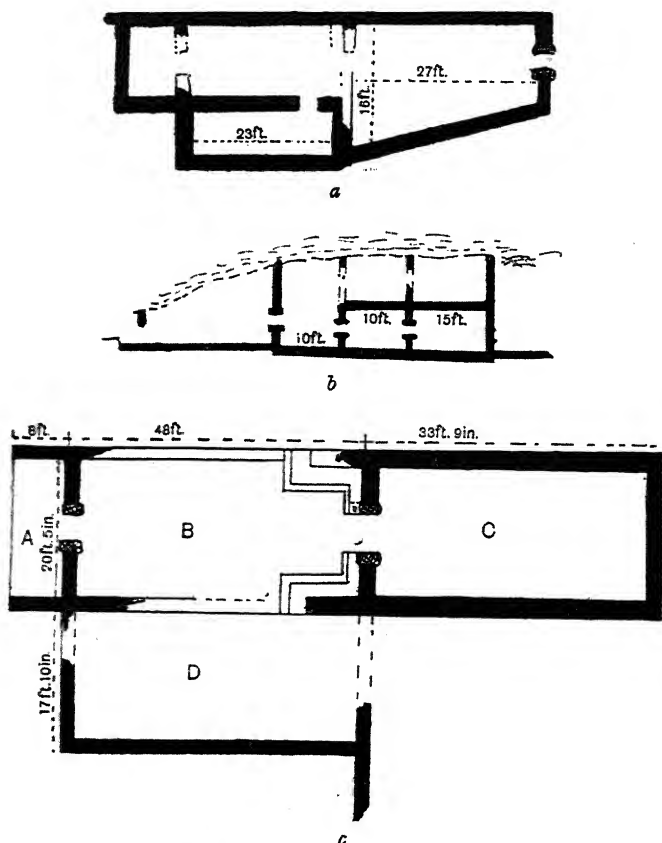 27ft.
16ft.
23ft.
a
10ft.
15ft.
10ft.
b
8ft.
48ft.
33ft. 9in.
A
20ft. 5in.
B
C
17ft. 10in.
D
c